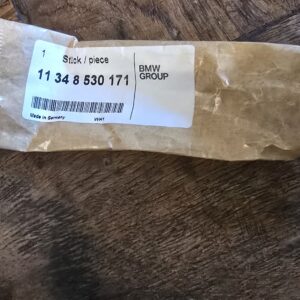 1 Stück / piece
11 34 8 530 171
BMW
GROUP
Made in Germany